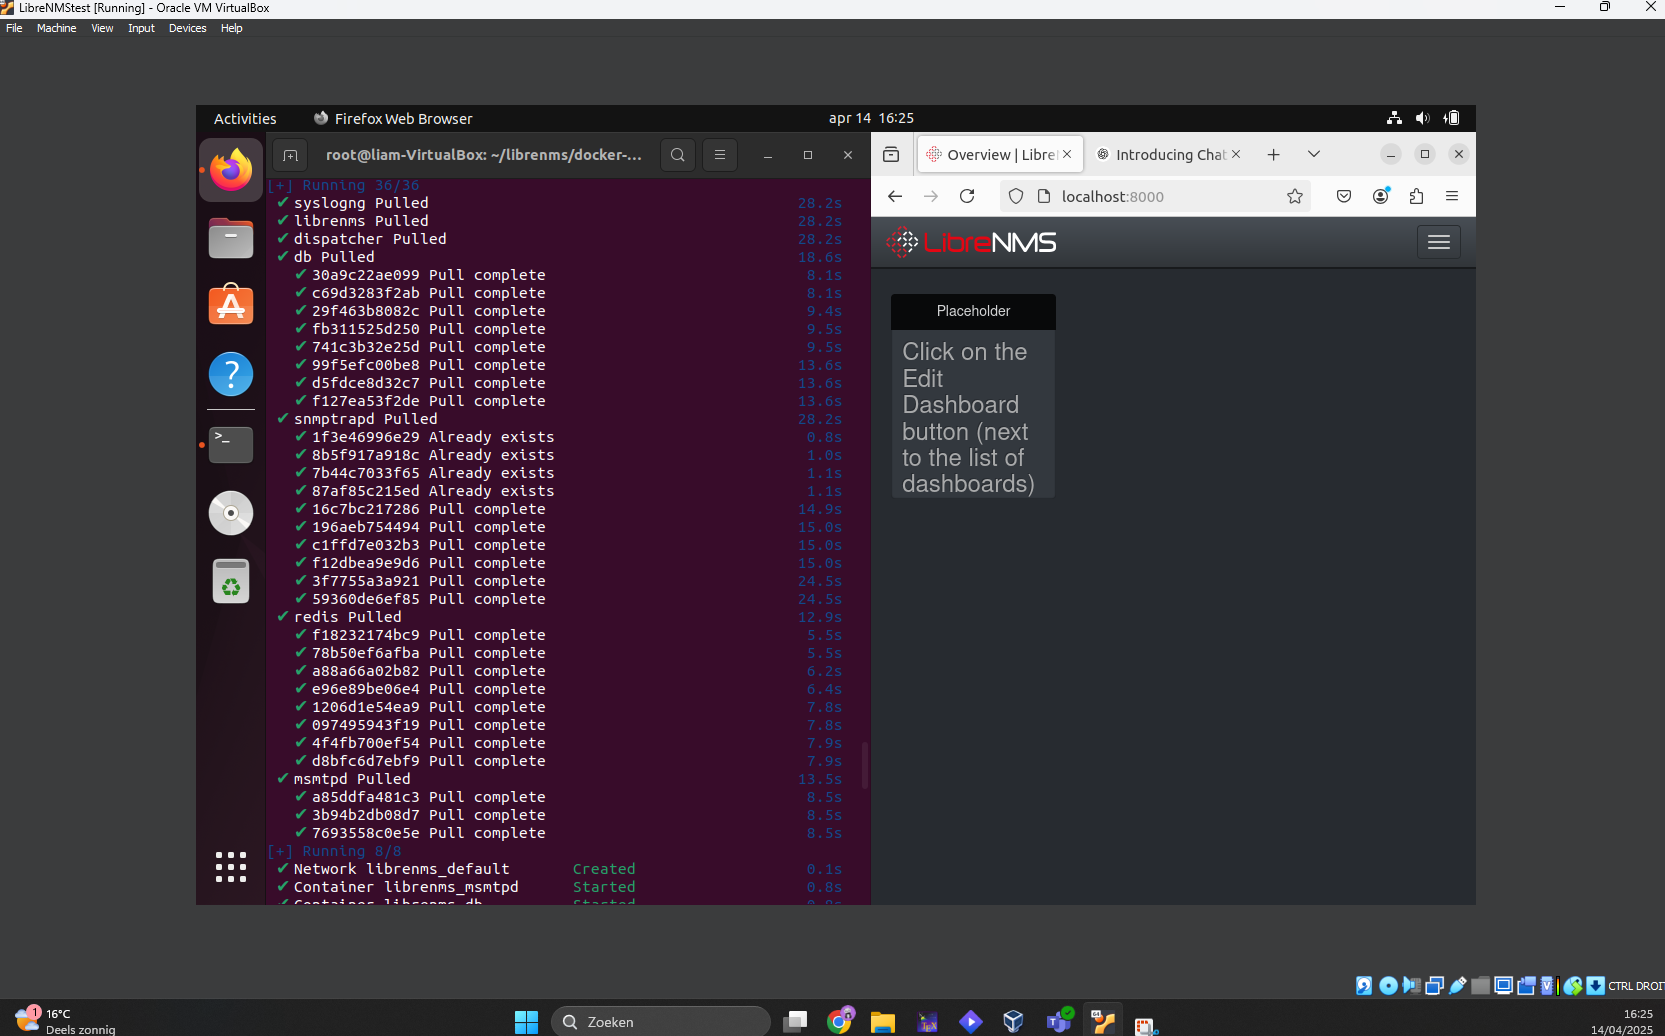 LibreNMStest [Running] - Oracle VM VirtualBox
File Machine View Input Devices Help
Activities Firefox Web Browser apr 14 16:25
root@liam-VirtualBox: ~/librenms/docker-...
[+] Running 36/36
✔ syslogng Pulled 28.2s
✔ librenms Pulled 28.2s
✔ dispatcher Pulled 28.2s
✔ db Pulled 18.6s
✔ 30a9c22ae099 Pull complete 8.1s
✔ c69d3283f2ab Pull complete 8.1s
✔ 29f463b8082c Pull complete 9.4s
✔ fb311525d250 Pull complete 9.5s
✔ 741c3b32e25d Pull complete 9.5s
✔ 99f5efc00be8 Pull complete 13.6s
✔ d5fdce8d32c7 Pull complete 13.6s
✔ f127ea53f2de Pull complete 13.6s
✔ snmptrapd Pulled 28.2s
✔ 1f3e46996e29 Already exists 0.8s
✔ 8b5f917a918c Already exists 1.0s
✔ 7b44c7033f65 Already exists 1.1s
✔ 87af85c215ed Already exists 1.1s
✔ 16c7bc217286 Pull complete 14.9s
✔ 196aeb754494 Pull complete 15.0s
✔ c1ffd7e032b3 Pull complete 15.0s
✔ f12dbea9e9d6 Pull complete 15.0s
✔ 3f7755a3a921 Pull complete 24.5s
✔ 59360de6ef85 Pull complete 24.5s
✔ redis Pulled 12.9s
✔ f18232174bc9 Pull complete 5.5s
✔ 78b50ef6afba Pull complete 5.5s
✔ a88a66a02b82 Pull complete 6.2s
✔ e96e89be06e4 Pull complete 6.4s
✔ 1206d1e54ea9 Pull complete 7.8s
✔ 097495943f19 Pull complete 7.8s
✔ 4f4fb700ef54 Pull complete 7.9s
✔ d8bfc6d7ebf9 Pull complete 7.9s
✔ msmtpd Pulled 13.5s
✔ a85ddfa481c3 Pull complete 8.5s
✔ 3b94b2db08d7 Pull complete 8.5s
✔ 7693558c0e5e Pull complete 8.5s
[+] Running 8/8
✔ Network librenms_default Created 0.1s
✔ Container librenms_msmtpd Started 0.8s
✔ Container librenms_db Started 0.8s
Overview | Libre
Introducing Chat
localhost:8000
LibreNMS
Placeholder
Click on the
Edit
Dashboard
button (next
to the list of
dashboards)
CTRL DROIT
1
16°C
Deels zonnig
Zoeken
16:25
14/04/2025